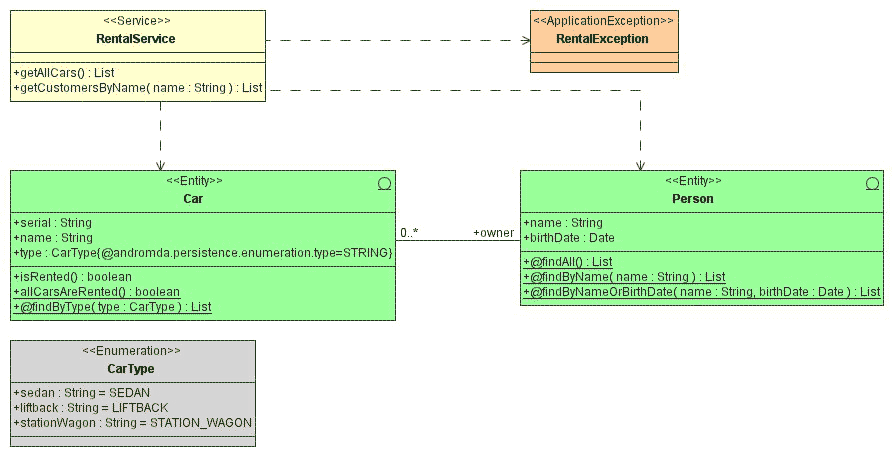 <<Service>>
RentalService
+getAllCars() : List
+getCustomersByName( name : String ) : List
<<ApplicationException>>
RentalException
<<Entity>>
Car
+serial : String
+name : String
+type : CarType{@andromda.persistence.enumeration.type=STRING}
+isRented() : boolean
+allCarsAreRented() : boolean
+@findByType( type : CarType ) : List
0..*
+owner
<<Entity>>
Person
+name : String
+birthDate : Date
+@findAll() : List
+@findByName( name : String ) : List
+@findByNameOrBirthDate( name : String, birthDate : Date ) : List
<<Enumeration>>
CarType
+sedan : String = SEDAN
+liftback : String = LIFTBACK
+stationWagon : String = STATION_WAGON